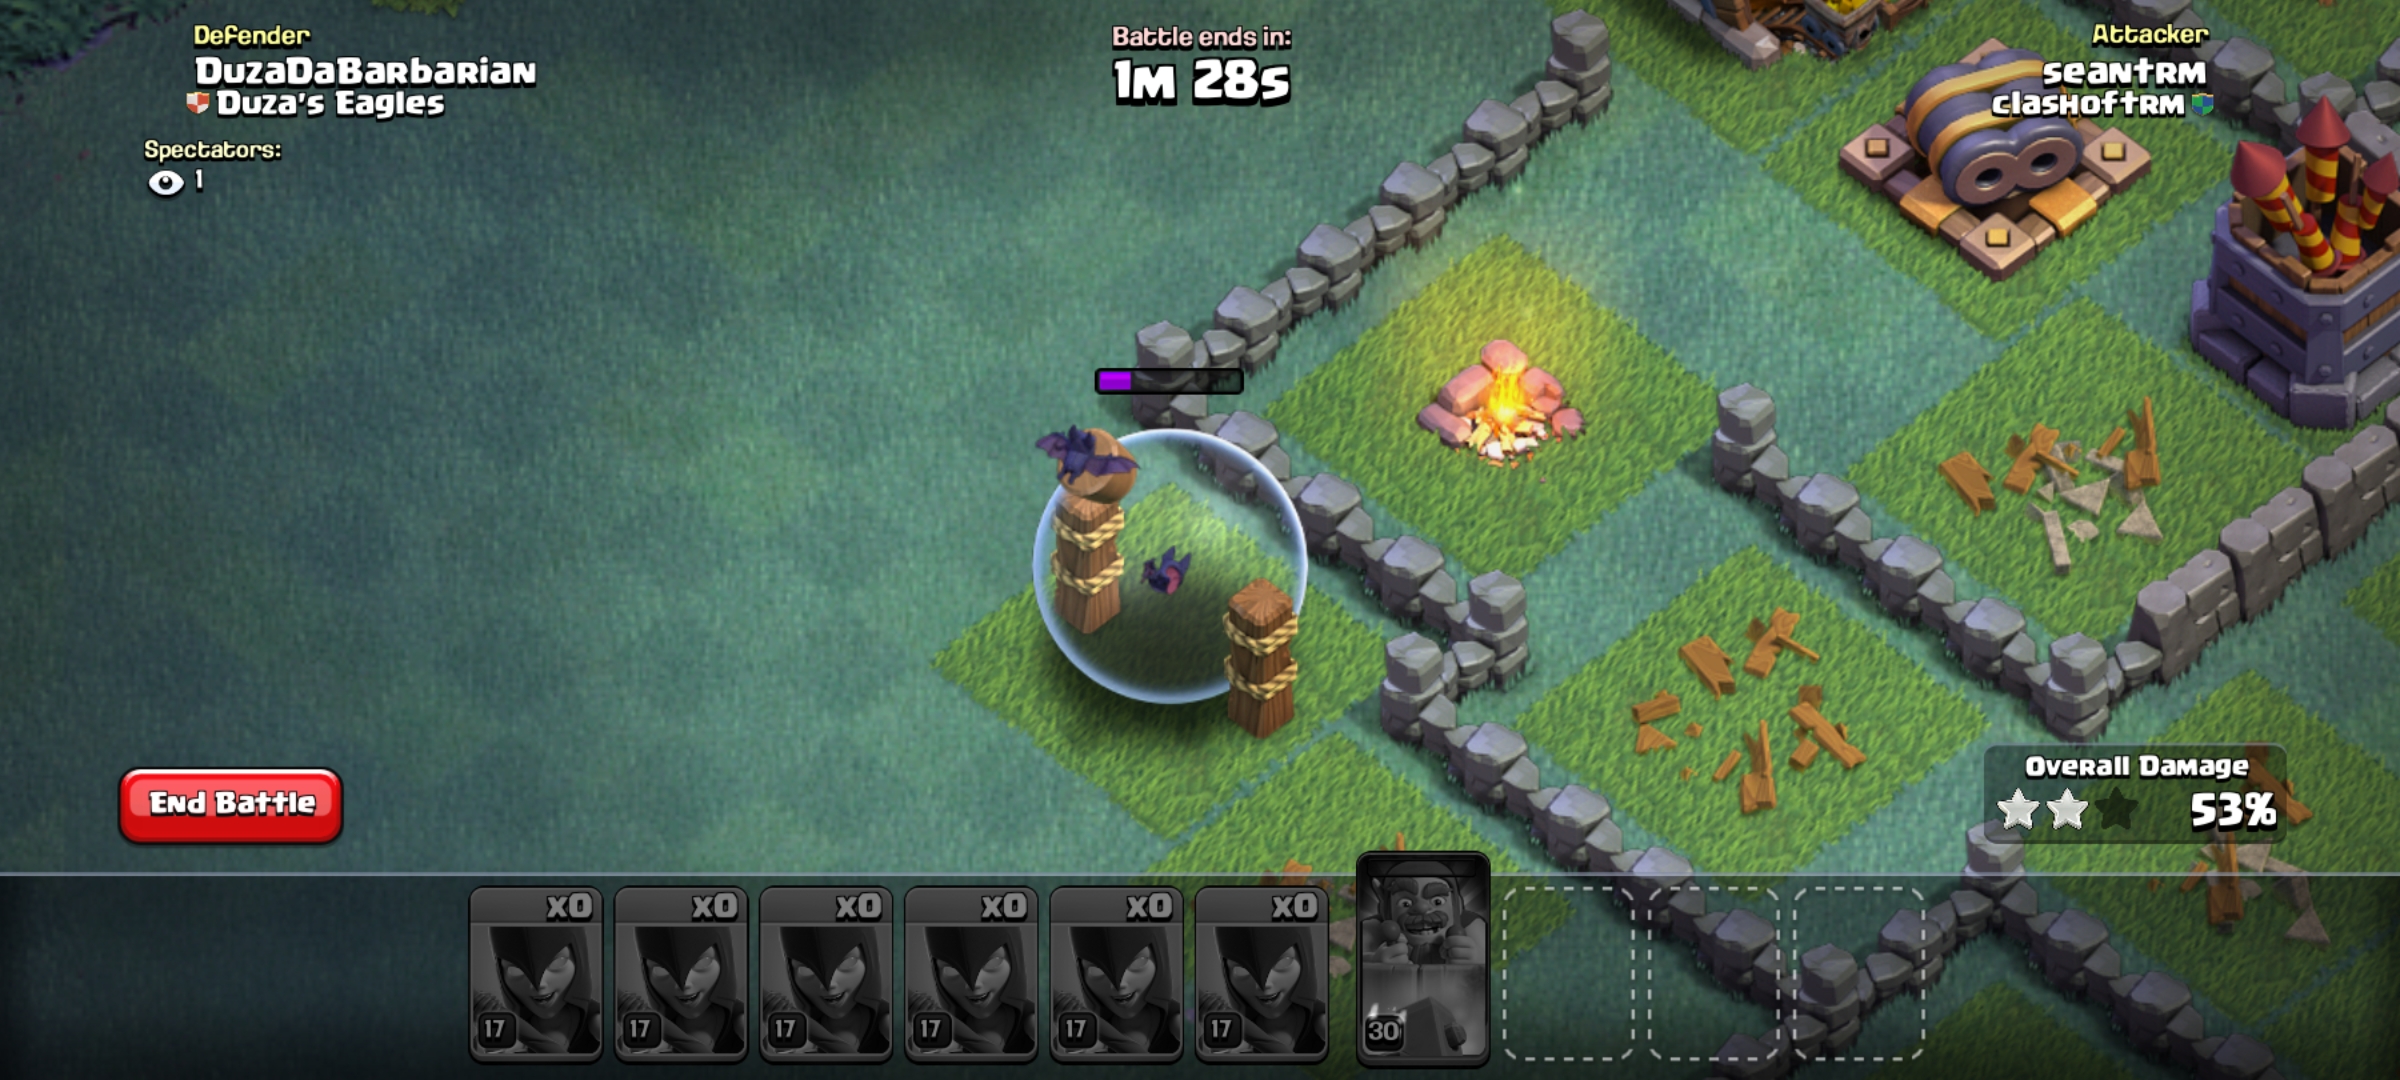 Defender
DuzaDaBarbarian
Duza's Eagles
Spectators:
1
Battle ends in:
1M 28s
Attacker
seantRM
clashoftRM
End Battle
Overall Damage
53%
x0 x0 x0 x0 x0 x0
17 17 17 17 17 17 30